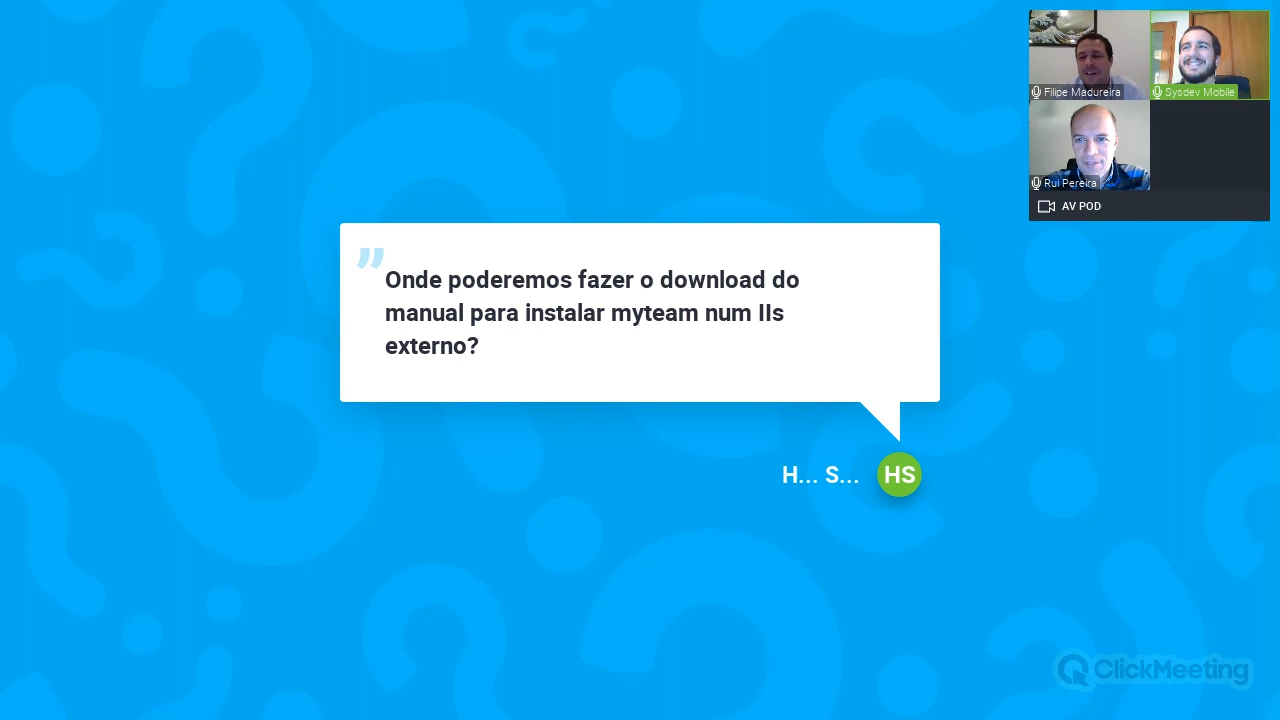 Filipe Madureira
Sysdev Mobile
Rui Pereira
AV POD
”
Onde poderemos fazer o download do
manual para instalar myteam num IIs
externo?
H... S...
HS
ClickMeeting